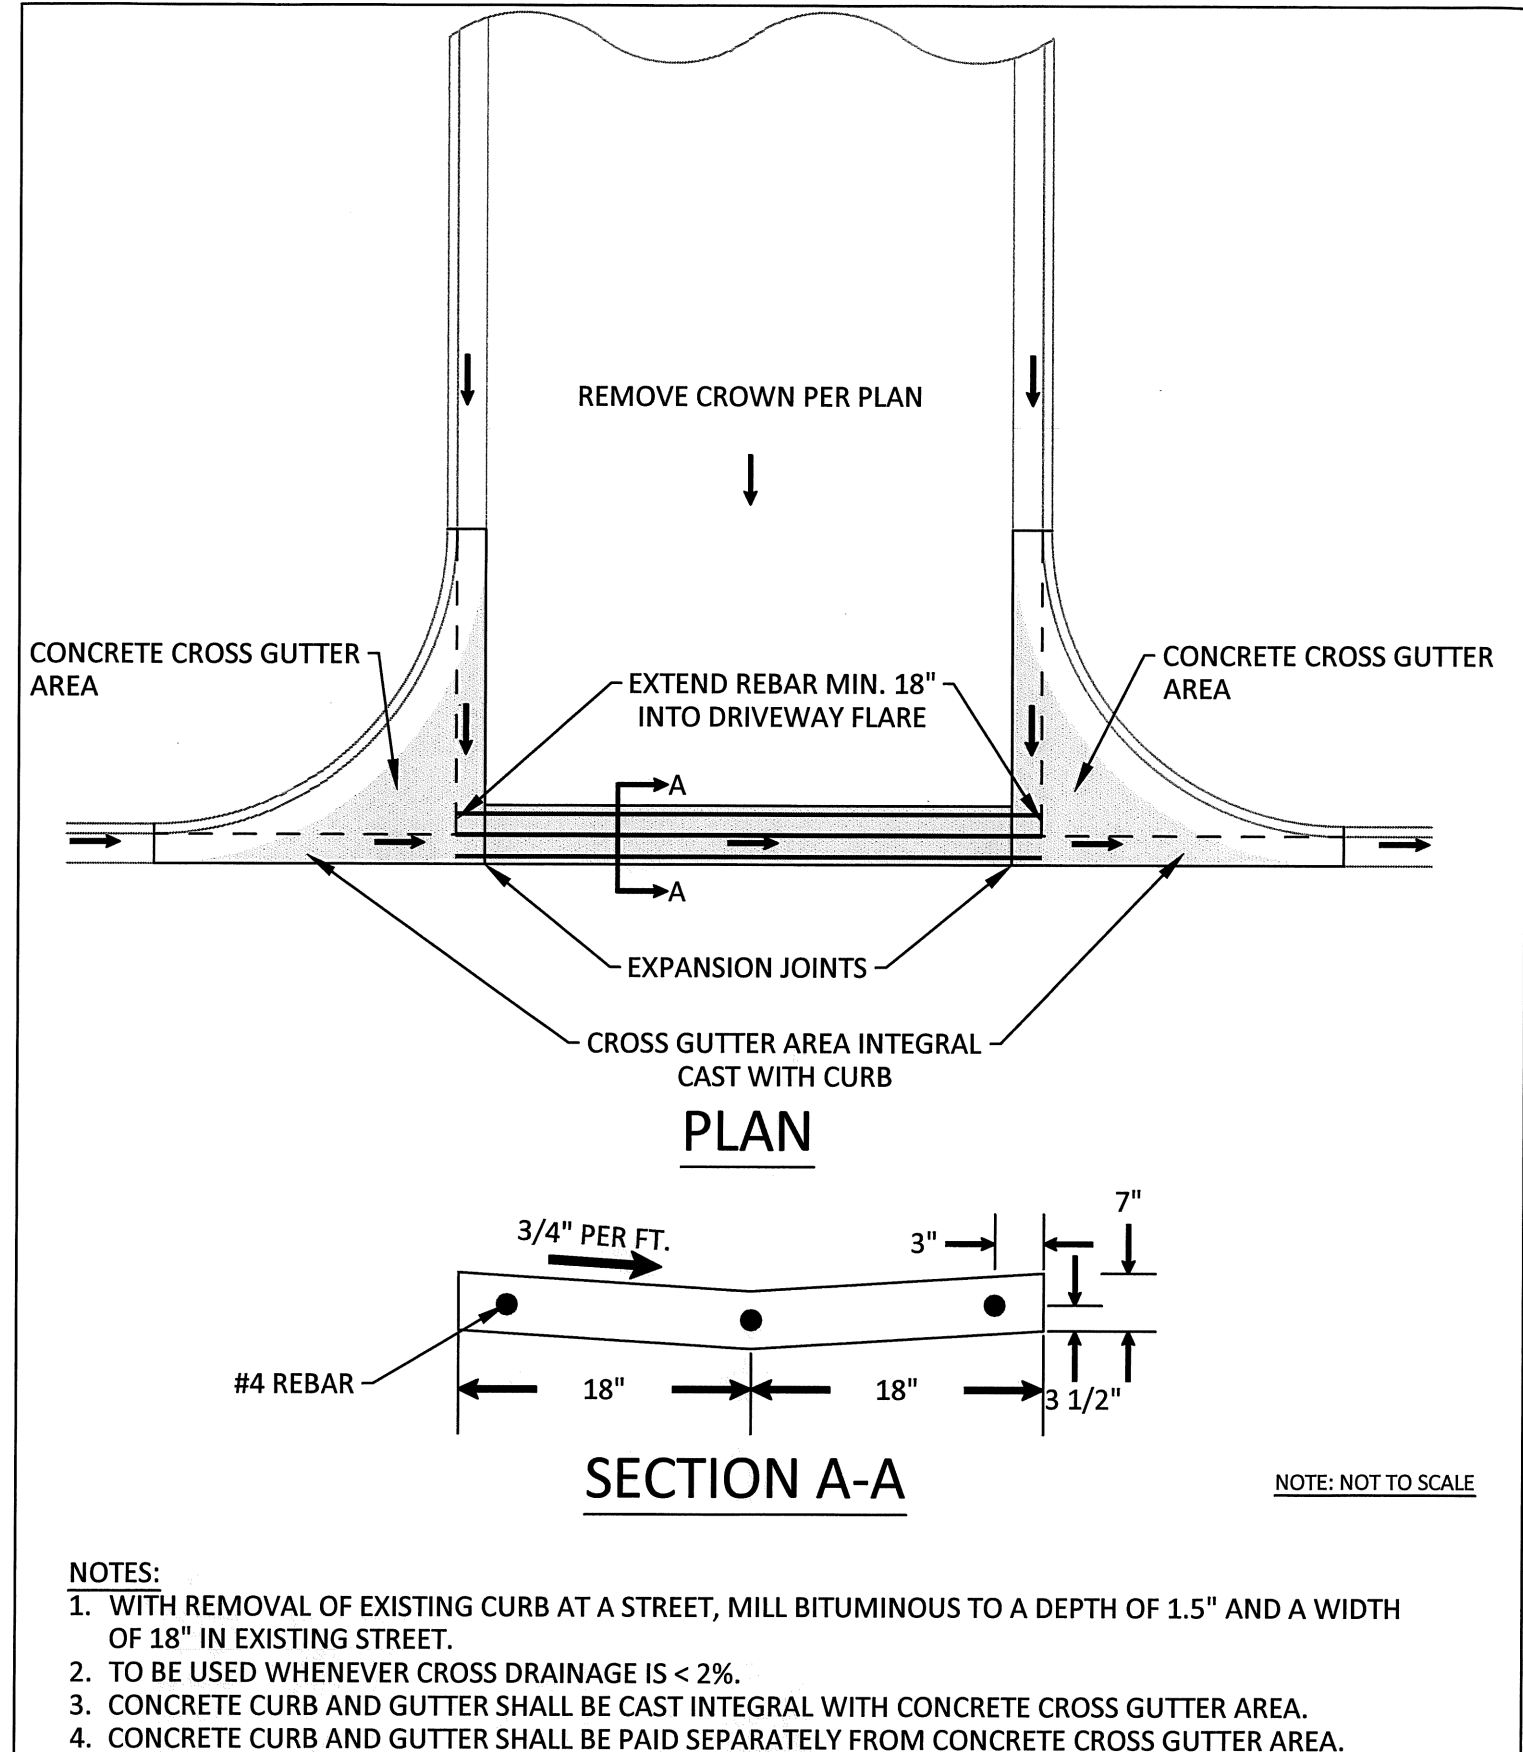 REMOVE CROWN PER PLAN
CONCRETE CROSS GUTTER
AREA
EXTEND REBAR MIN. 18"
INTO DRIVEWAY FLARE
CONCRETE CROSS GUTTER
AREA
A
A
EXPANSION JOINTS
CROSS GUTTER AREA INTEGRAL
CAST WITH CURB
PLAN
3/4" PER FT.
3"
7"
#4 REBAR
18"
18"
3 1/2"
SECTION A-A
NOTE: NOT TO SCALE
NOTES:
1. WITH REMOVAL OF EXISTING CURB AT A STREET, MILL BITUMINOUS TO A DEPTH OF 1.5" AND A WIDTH
OF 18" IN EXISTING STREET.
2. TO BE USED WHENEVER CROSS DRAINAGE IS < 2%.
3. CONCRETE CURB AND GUTTER SHALL BE CAST INTEGRAL WITH CONCRETE CROSS GUTTER AREA.
4. CONCRETE CURB AND GUTTER SHALL BE PAID SEPARATELY FROM CONCRETE CROSS GUTTER AREA.